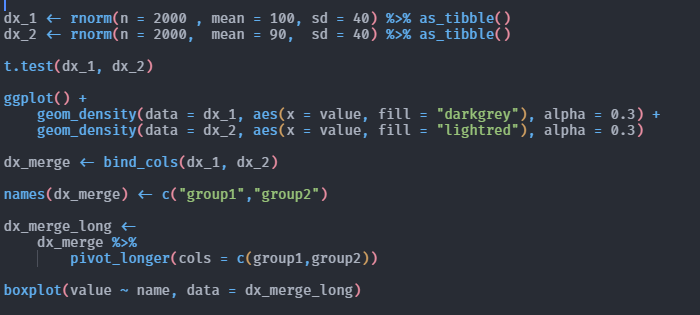 dx_1 <- rnorm(n = 2000 , mean = 100, sd = 40) %>% as_tibble()
dx_2 <- rnorm(n = 2000,  mean = 90,  sd = 40) %>% as_tibble()
t.test(dx_1, dx_2)
ggplot() +
    geom_density(data = dx_1, aes(x = value, fill = "darkgrey"), alpha = 0.3) +
    geom_density(data = dx_2, aes(x = value, fill = "lightred"), alpha = 0.3)
dx_merge <- bind_cols(dx_1, dx_2)
names(dx_merge) <- c("group1","group2")
dx_merge_long <-
    dx_merge %>%
        pivot_longer(cols = c(group1,group2))
boxplot(value ~ name, data = dx_merge_long)